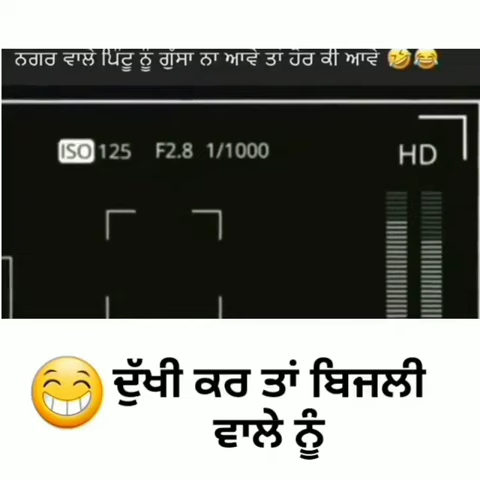 ਨਗਰ ਵਾਲੇ ਪਿੰਟੂ ਨੂੰ ਗੁੱਸਾ ਨਾ ਆਵੇ ਤਾਂ ਹੋਰ ਕੀ ਆਵੇ 🤣😂
ISO 125 F2.8 1/1000
HD
😁 ਦੁੱਖੀ ਕਰ ਤਾਂ ਬਿਜਲੀ
ਵਾਲੇ ਨੂੰ